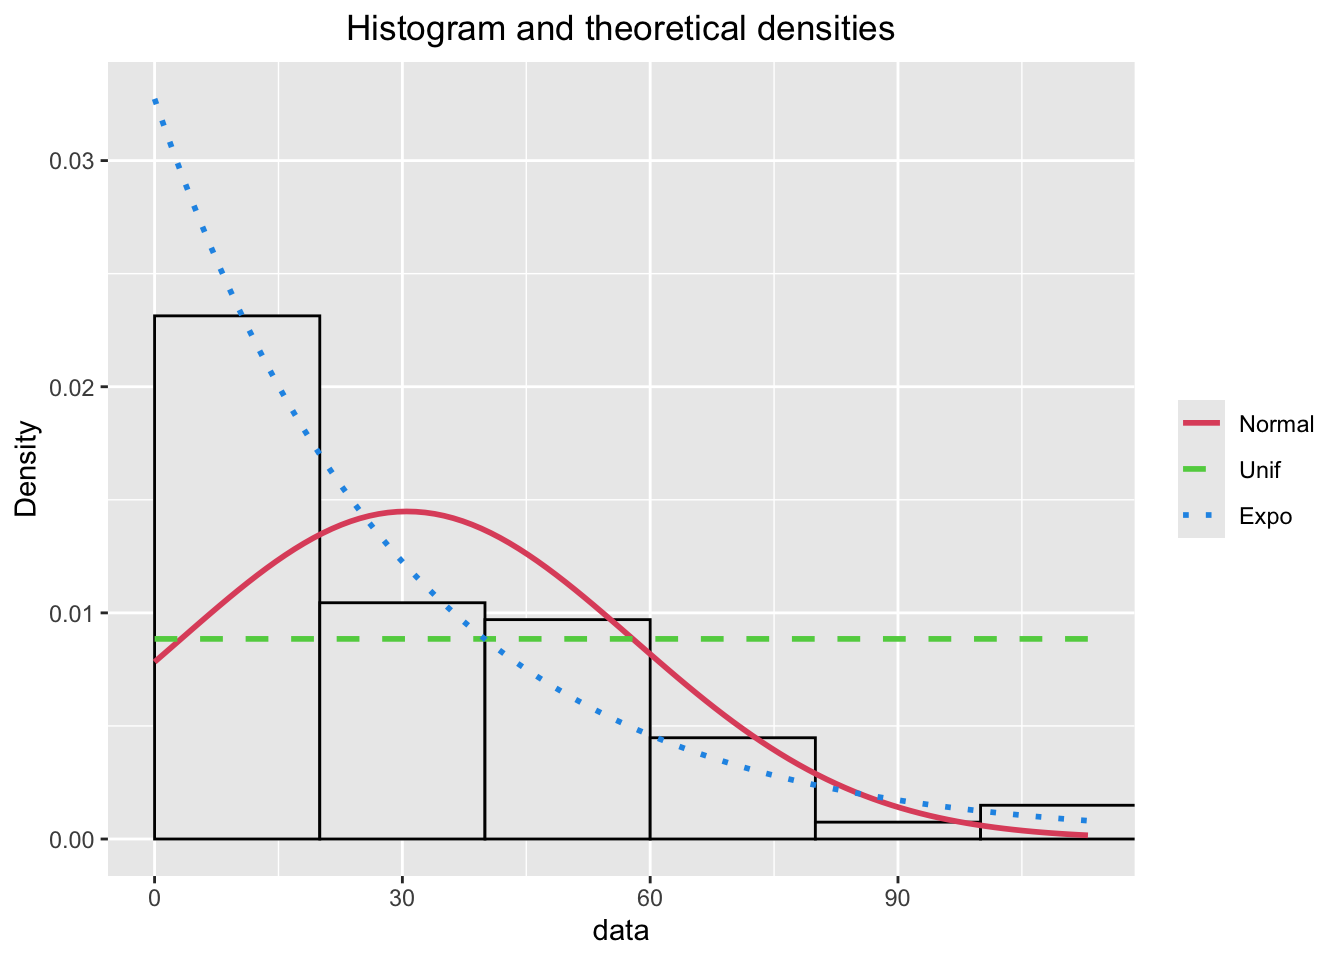 Histogram and theoretical densities
Density
0.03
0.02
0.01
0.00
0
30
60
90
data
Normal
Unif
Expo